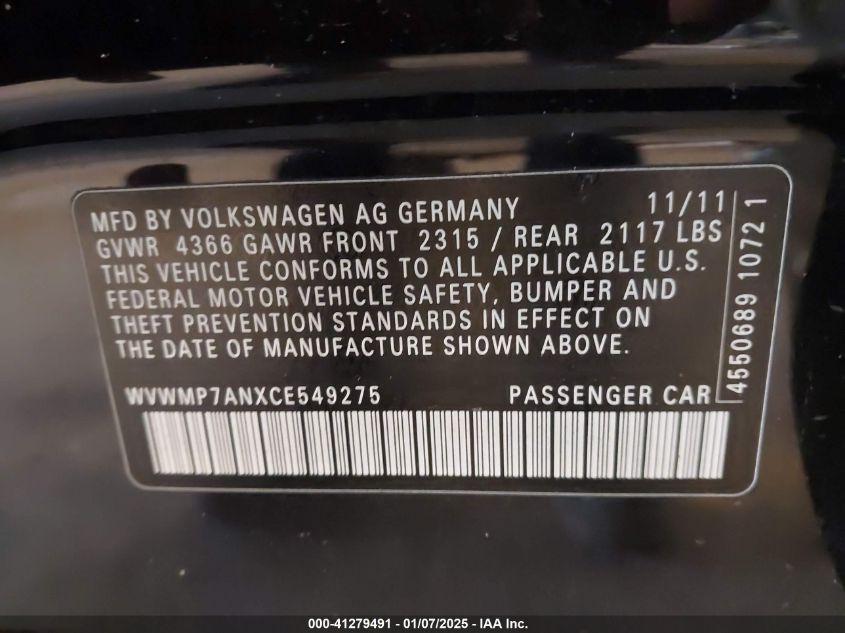 MFD BY VOLKSWAGEN AG GERMANY 11/11
GVWR 4366 GAWR FRONT 2315 / REAR 2117 LBS
THIS VEHICLE CONFORMS TO ALL APPLICABLE U.S.
FEDERAL MOTOR VEHICLE SAFETY, BUMPER AND
THEFT PREVENTION STANDARDS IN EFFECT ON
THE DATE OF MANUFACTURE SHOWN ABOVE.
WVWMP7ANXCE549275 PASSENGER CAR
4550689 1072 1
000-41279491 - 01/07/2025 - IAA Inc.